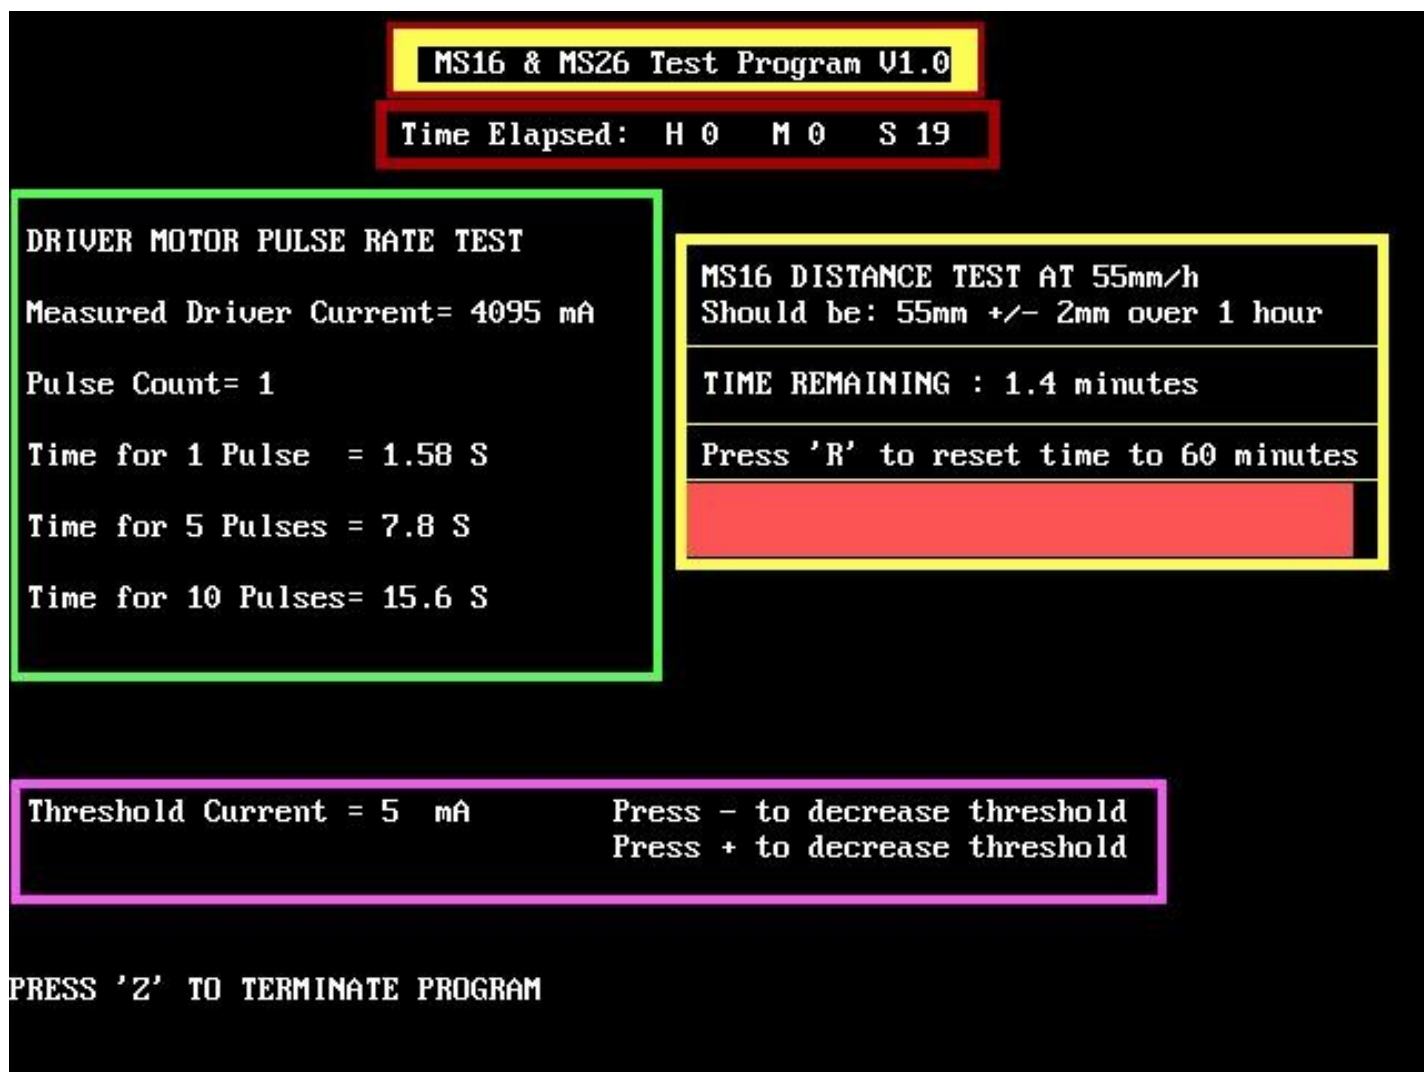 MS16 & MS26 Test Program V1.0
Time Elapsed: H 0 M 0 S 19
DRIVER MOTOR PULSE RATE TEST
Measured Driver Current= 4095 mA
Pulse Count= 1
Time for 1 Pulse = 1.58 S
Time for 5 Pulses = 7.8 S
Time for 10 Pulses= 15.6 S
MS16 DISTANCE TEST AT 55mm/h
Should be: 55mm +/- 2mm over 1 hour
TIME REMAINING : 1.4 minutes
Press 'R' to reset time to 60 minutes
Threshold Current = 5 mA Press - to decrease threshold
Press + to decrease threshold
PRESS 'Z' TO TERMINATE PROGRAM